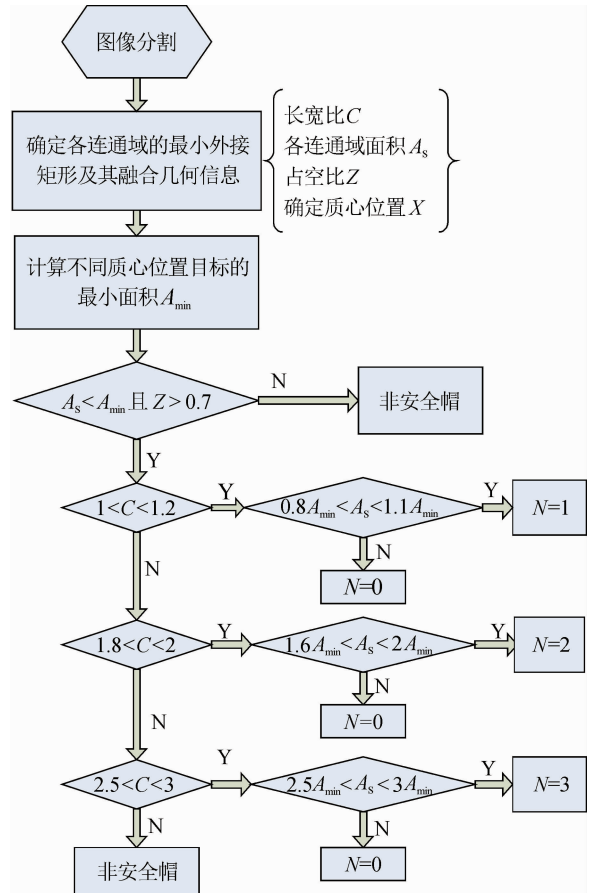 图像分割
确定各连通域的最小外接
矩形及其融合几何信息
长宽比C
各连通域面积As
占空比Z
确定质心位置X
计算不同质心位置目标的
最小面积Amin
As<Amin且Z>0.7
N
非安全帽
Y
1<C<1.2
Y
0.8Amin<As<1.1Amin
Y
N=1
N
N
N=0
1.8<C<2
Y
1.6Amin<As<2Amin
Y
N=2
N
N
N=0
2.5<C<3
Y
2.5Amin<As<3Amin
Y
N=3
N
N
非安全帽
N=0